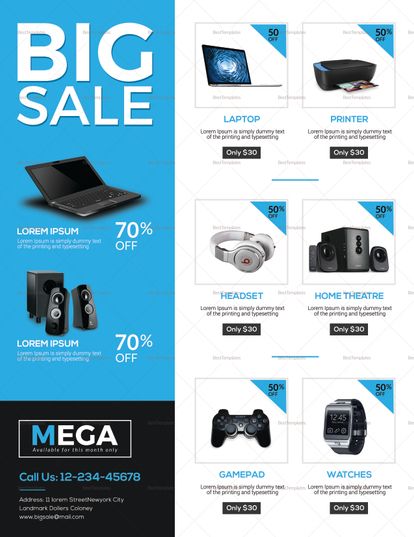 BIG
SALE
LOREM IPSUM
Lorem Ipsum is simply dummy text
of the printing
70%
OFF
LOREM IPSUM
Lorem Ipsum is simply dummy text
of the printing
70%
OFF
MEGA
Available for this month only
Call Us: 12-234-45678
Address: 11 lorem StreetNewyork City
Landmark Dollers Coloney
www.bigsale@mail.com
50
OFF
LAPTOP
Lorem Ipsum is simply dummy text
of the printing and typesetting
Only $30
50%
OFF
PRINTER
Lorem Ipsum is simply dummy text
of the printing and typesetting
Only $30
50%
OFF
HEADSET
Lorem Ipsum is simply dummy text
of the printing and typesetting
Only $30
50%
OFF
HOME THEATRE
Lorem Ipsum is simply dummy text
of the printing and typesetting
Only $30
50%
OFF
GAMEPAD
Lorem Ipsum is simply dummy text
of the printing and typesetting
Only $30
50%
OFF
WATCHES
Lorem Ipsum is simply dummy text
of the printing and typesetting
Only $30
BestTemplates